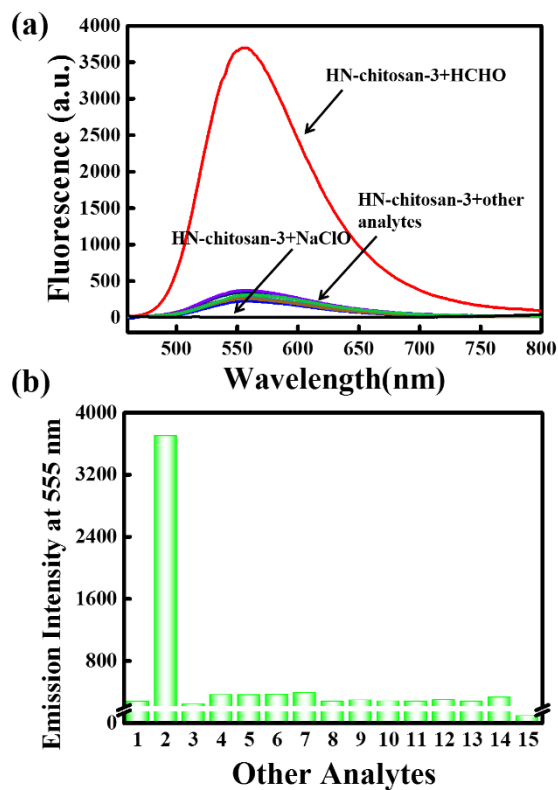 (a)
4000
3500
3000
2500
2000
1500
1000
500
0
Fluorescence (a.u.)
HN-chitosan-3+HCHO
HN-chitosan-3+other
analytes
HN-chitosan-3+NaClO
500 550 600 650 700 750 800
Wavelength(nm)
(b)
4000
3200
2400
1600
800
0
Emission Intensity at 555 nm
1 2 3 4 5 6 7 8 9 10 11 12 13 14 15
Other Analytes